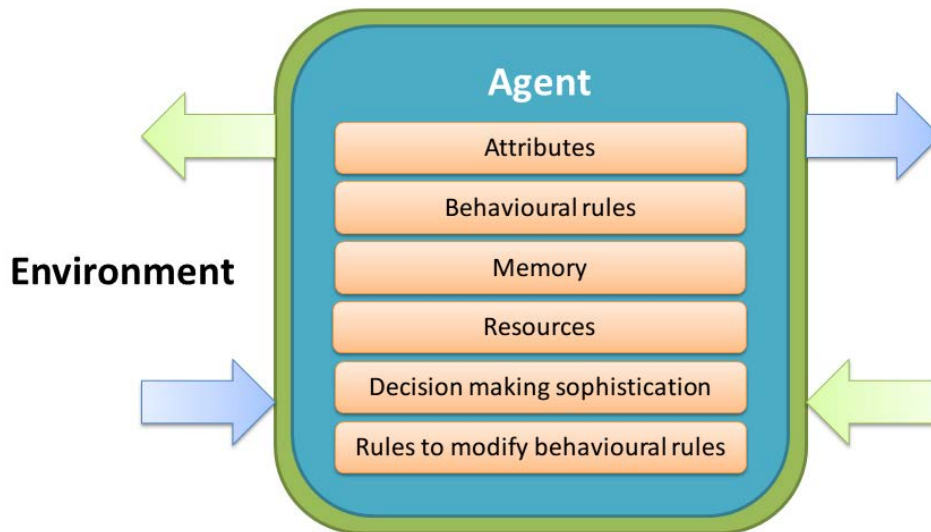 Agent
Attributes
Behavioural rules
Environment
Memory
Resources
Decision making sophistication
Rules to modify behavioural rules